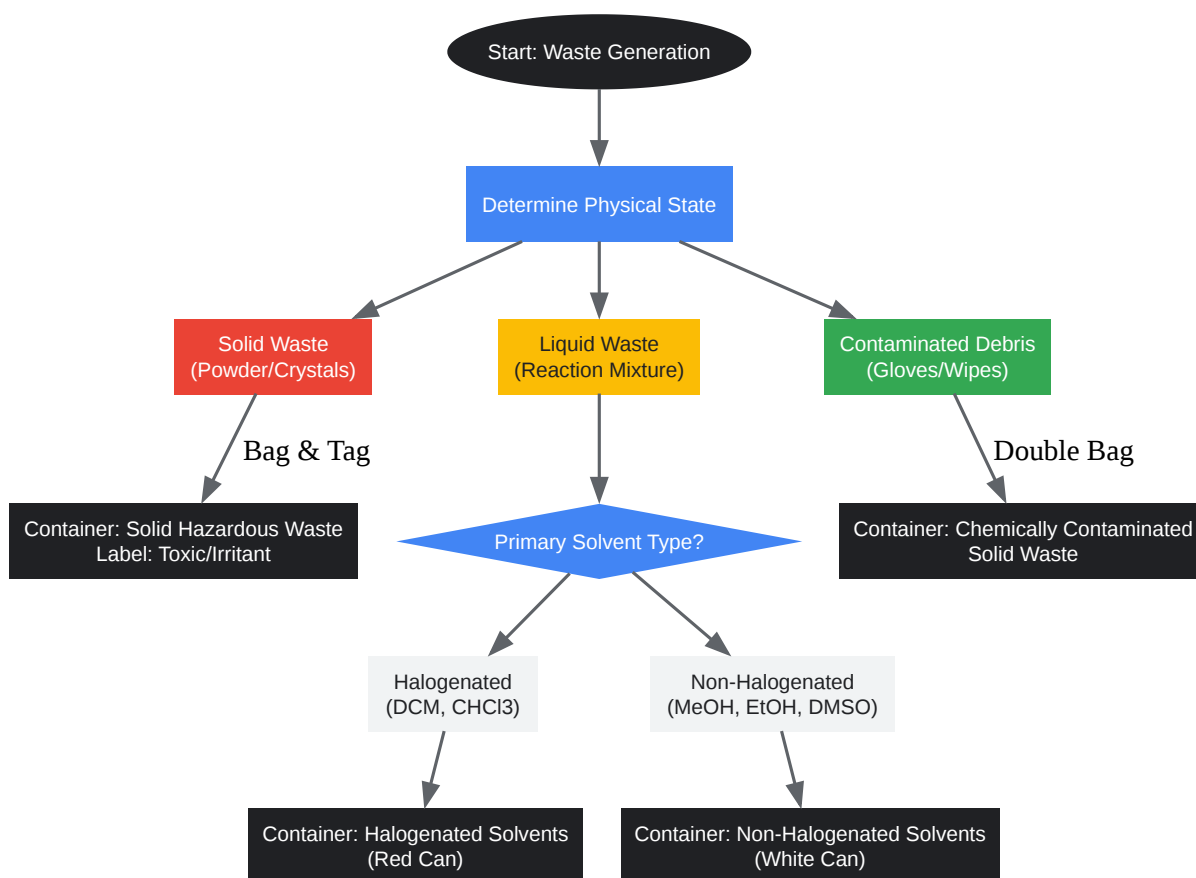 Start: Waste Generation
Determine Physical State
Solid Waste
(Powder/Crystals)
Liquid Waste
(Reaction Mixture)
Contaminated Debris
(Gloves/Wipes)
Bag & Tag
Double Bag
Container: Solid Hazardous Waste
Label: Toxic/Irritant
Primary Solvent Type?
Container: Chemically Contaminated
Solid Waste
Halogenated
(DCM, CHCl3)
Non-Halogenated
(MeOH, EtOH, DMSO)
Container: Halogenated Solvents
(Red Can)
Container: Non-Halogenated Solvents
(White Can)